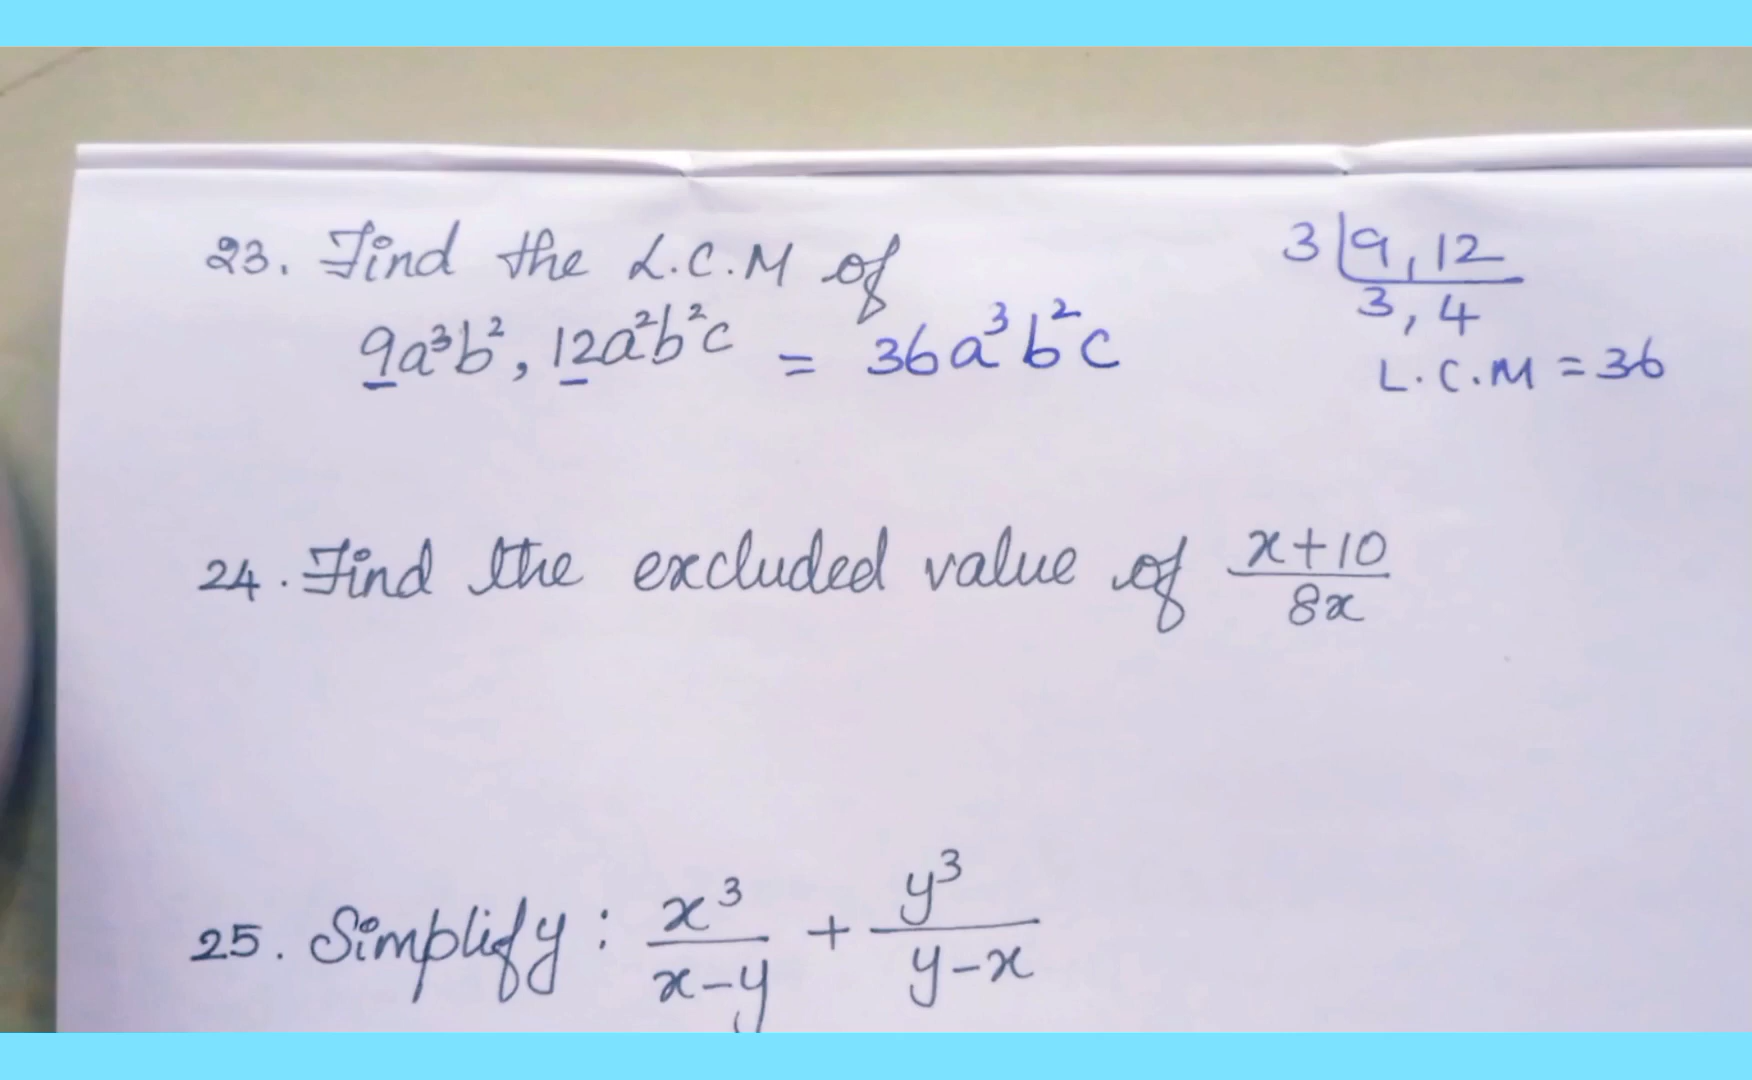 23. Find the L.C.M of
9a³b², 12a²b²c = 36a³b²c
3 | 9, 12
3, 4
L.C.M = 36
24. Find the excluded value of x+10
8x
25. Simplify: x³ + y³
x-y y-x